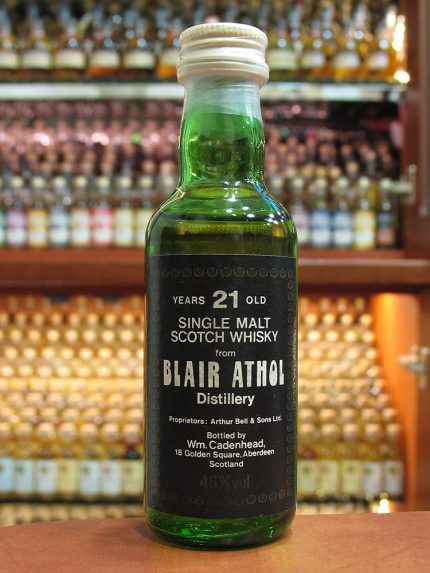 YEARS 21 OLD
SINGLE MALT
SCOTCH WHISKY
from
BLAIR ATHOL
Distillery
Proprietors: Arthur Bell & Sons Ltd.
Bottled by
Wm. Cadenhead,
18 Golden Square, Aberdeen
Scotland
46%vol